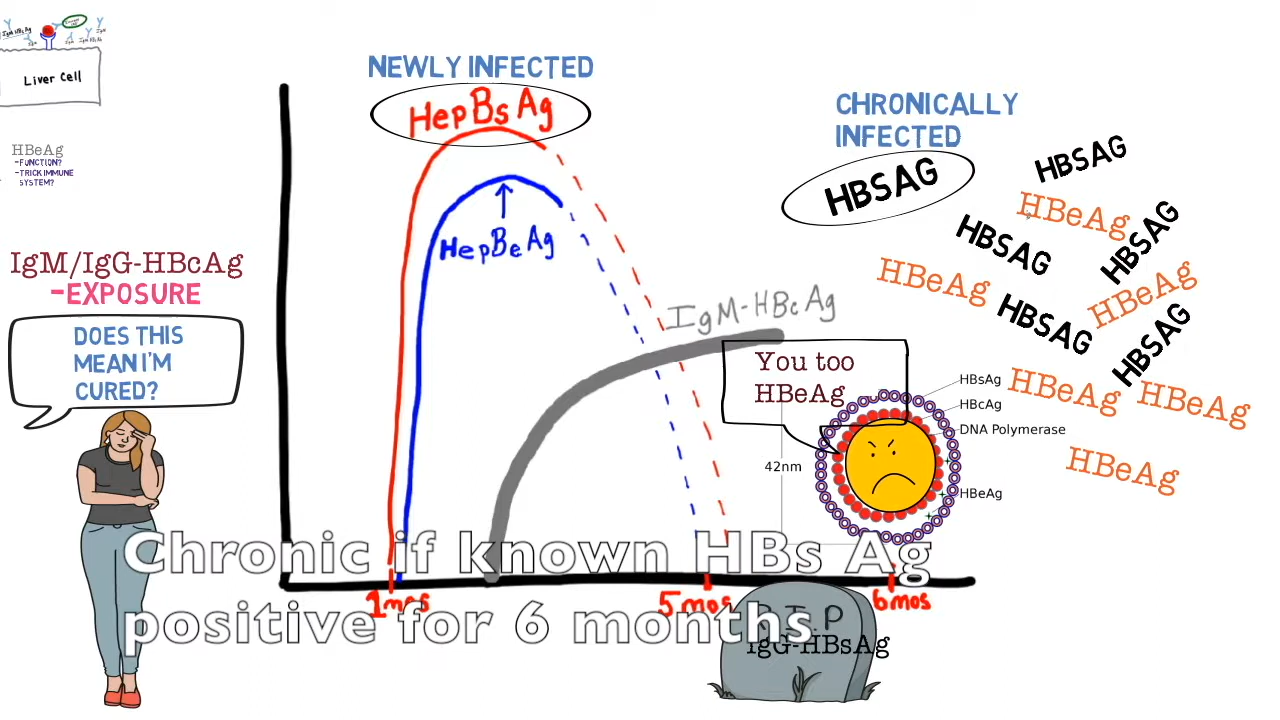 Liver Cell
HBeAg
-FUNCTION?
-TRICK IMMUNE
SYSTEM?
IgM/IgG-HBcAg
-EXPOSURE
DOES THIS
MEAN I'M
CURED?
NEWLY INFECTED
HepBsAg
HepBeAg
IgM-HBcAg
1mos
5mos
6mos
CHRONICALLY
INFECTED
HBSAG
HBSAG
HBeAg
HBSAG
HBSAG
HBeAg
HBeAg
HBSAG
HBSAG
HBeAg
HBeAg
HBeAg
You too
HBeAg
HBsAg
HBcAg
DNA Polymerase
HBeAg
42nm
R.I.P
IgG-HBsAg
Chronic if known HBs Ag
positive for 6 months